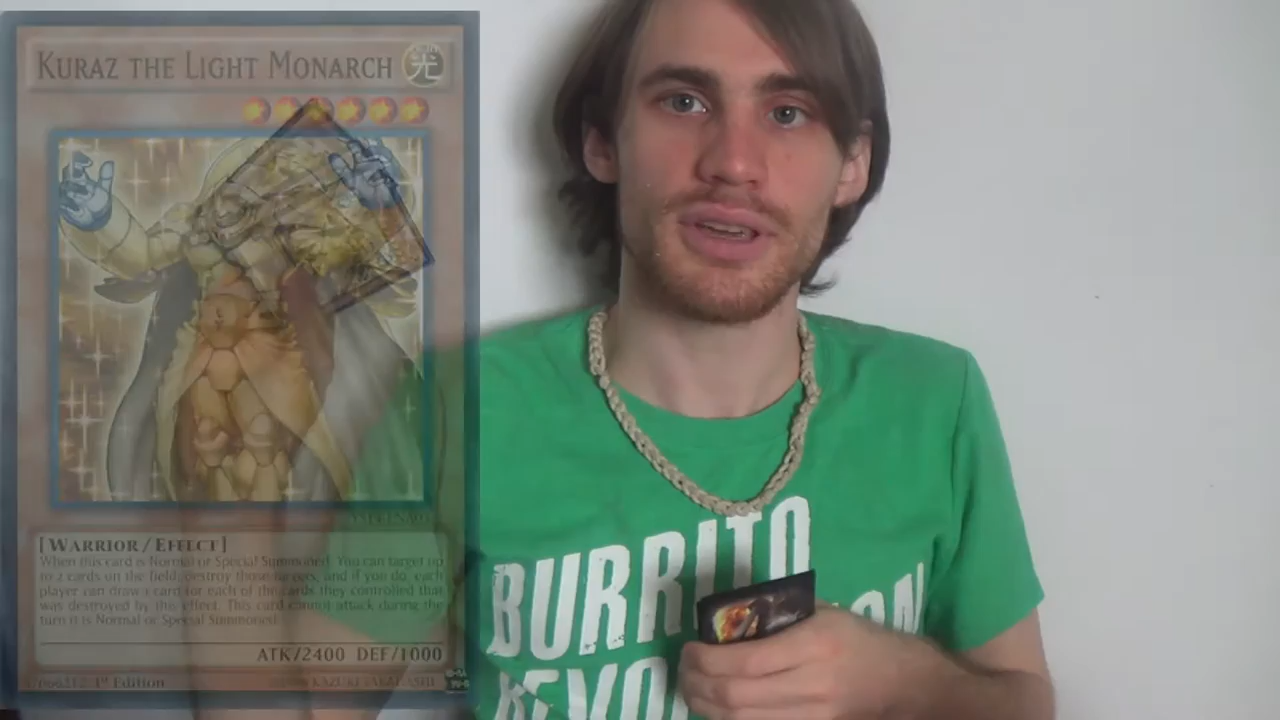 KURAZ THE LIGHT MONARCH
光
[WARRIOR/EFFECT]
When this card is Normal or Special Summoned: You can target up
to 2 cards on the field; destroy those targets, and if you do, each
player can draw a card for each of the cards they controlled that
was destroyed by this effect. This card cannot attack during the
turn it is Normal or Special Summoned.
ATK/2400 DEF/1000
1st Edition
BURRITO